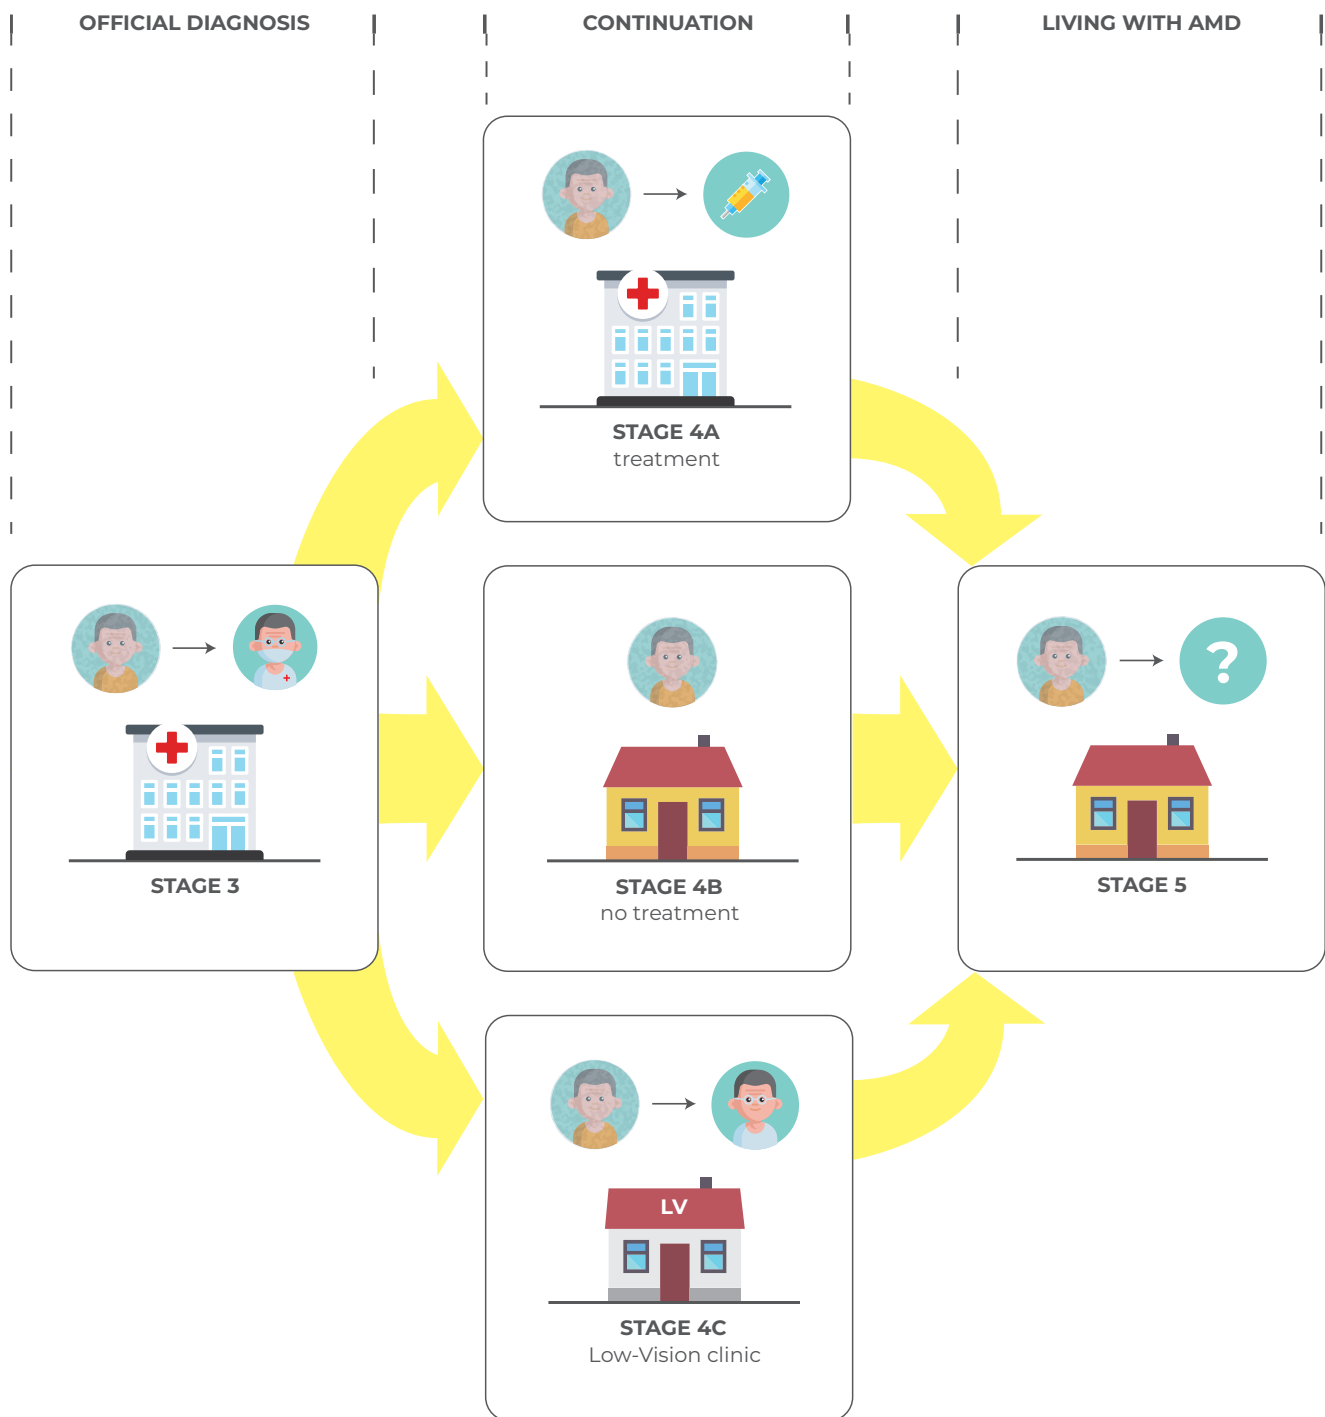 OFFICIAL DIAGNOSIS
CONTINUATION
LIVING WITH AMD
STAGE 4A
treatment
STAGE 3
STAGE 4B
no treatment
?
STAGE 5
LV
STAGE 4C
Low-Vision clinic